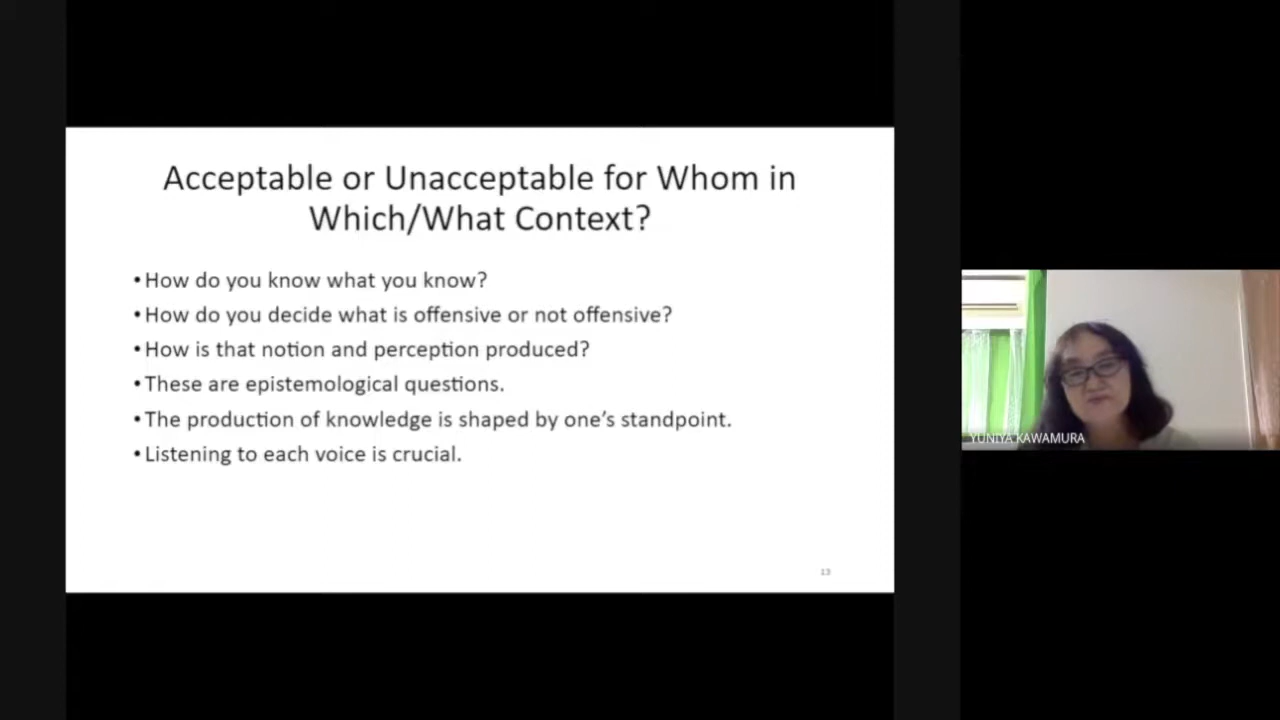 Acceptable or Unacceptable for Whom in
Which/What Context?
•How do you know what you know?
•How do you decide what is offensive or not offensive?
•How is that notion and perception produced?
•These are epistemological questions.
•The production of knowledge is shaped by one’s standpoint.
•Listening to each voice is crucial.
13
YUNIYA KAWAMURA